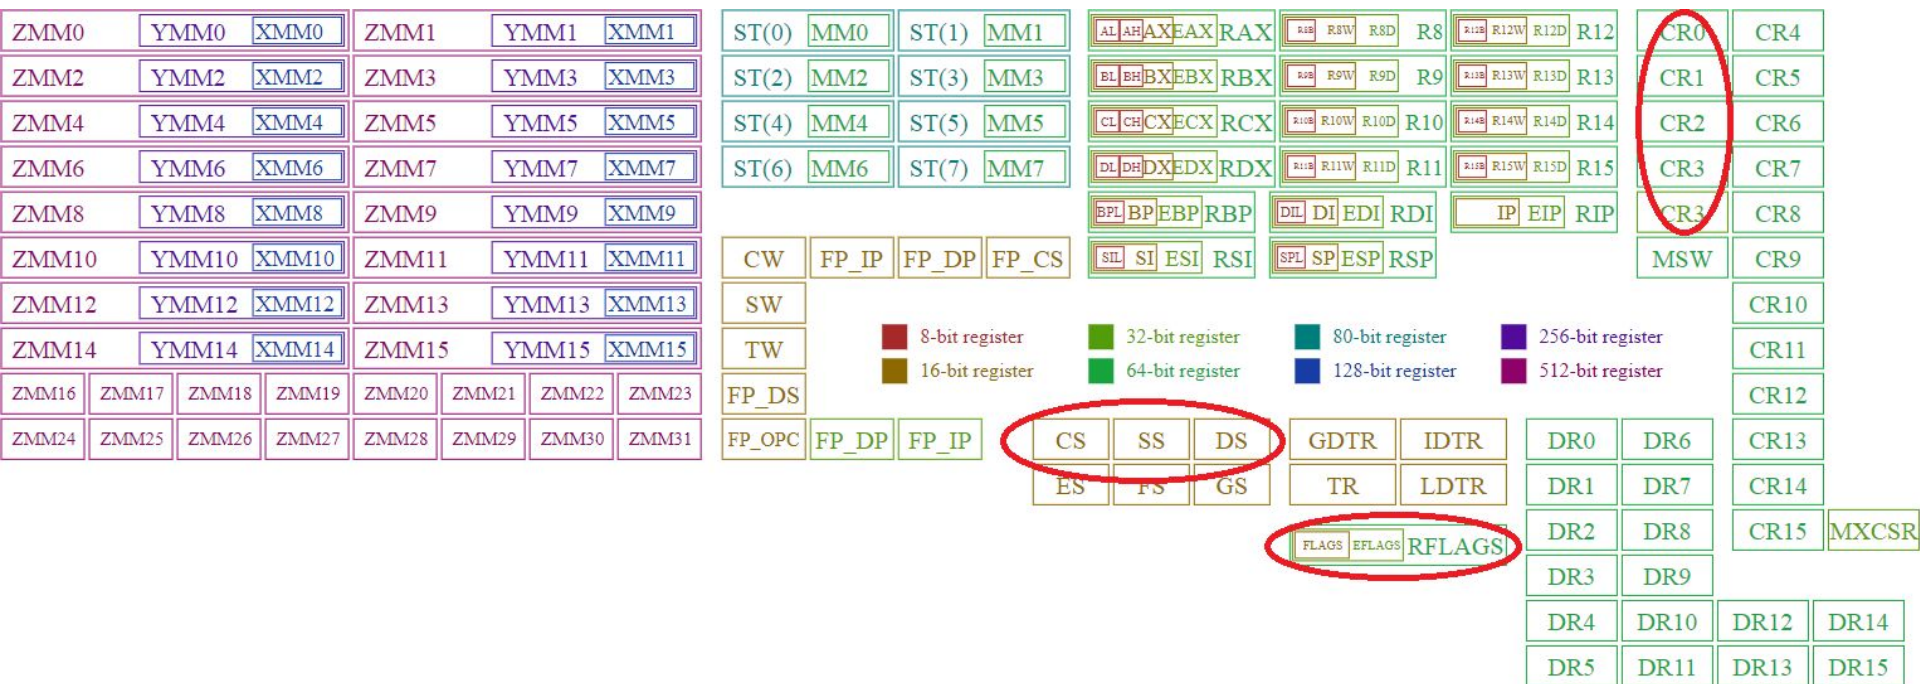 ZMM0 YMM0 XMM0 ZMM1 YMM1 XMM1 ST(0) MM0 ST(1) MM1 AL AH AX EAX RAX R8B R8W R8D R8 R12B R12W R12D R12 CR0 CR4
ZMM2 YMM2 XMM2 ZMM3 YMM3 XMM3 ST(2) MM2 ST(3) MM3 BL BH BX EBX RBX R9B R9W R9D R9 R13B R13W R13D R13 CR1 CR5
ZMM4 YMM4 XMM4 ZMM5 YMM5 XMM5 ST(4) MM4 ST(5) MM5 CL CH CX ECX RCX R10B R10W R10D R10 R14B R14W R14D R14 CR2 CR6
ZMM6 YMM6 XMM6 ZMM7 YMM7 XMM7 ST(6) MM6 ST(7) MM7 DL DH DX EDX RDX R11B R11W R11D R11 R15B R15W R15D R15 CR3 CR7
ZMM8 YMM8 XMM8 ZMM9 YMM9 XMM9 BPL BP EBP RBP DIL DI EDI RDI IP EIP RIP CR3 CR8
ZMM10 YMM10 XMM10 ZMM11 YMM11 XMM11 CW FP_IP FP_DP FP_CS SIL SI ESI RSI SPL SP ESP RSP MSW CR9
ZMM12 YMM12 XMM12 ZMM13 YMM13 XMM13 SW CR10
ZMM14 YMM14 XMM14 ZMM15 YMM15 XMM15 TW 8-bit register 32-bit register 80-bit register 256-bit register CR11
16-bit register 64-bit register 128-bit register 512-bit register
ZMM16 ZMM17 ZMM18 ZMM19 ZMM20 ZMM21 ZMM22 ZMM23 FP_DS CR12
ZMM24 ZMM25 ZMM26 ZMM27 ZMM28 ZMM29 ZMM30 ZMM31 FP_OPC FP_DP FP_IP CS SS DS GDTR IDTR DR0 DR6 CR13
ES FS GS TR LDTR DR1 DR7 CR14
FLAGS EFLAGS RFLAGS DR2 DR8 CR15 MXCSR
DR3 DR9
DR4 DR10 DR12 DR14
DR5 DR11 DR13 DR15